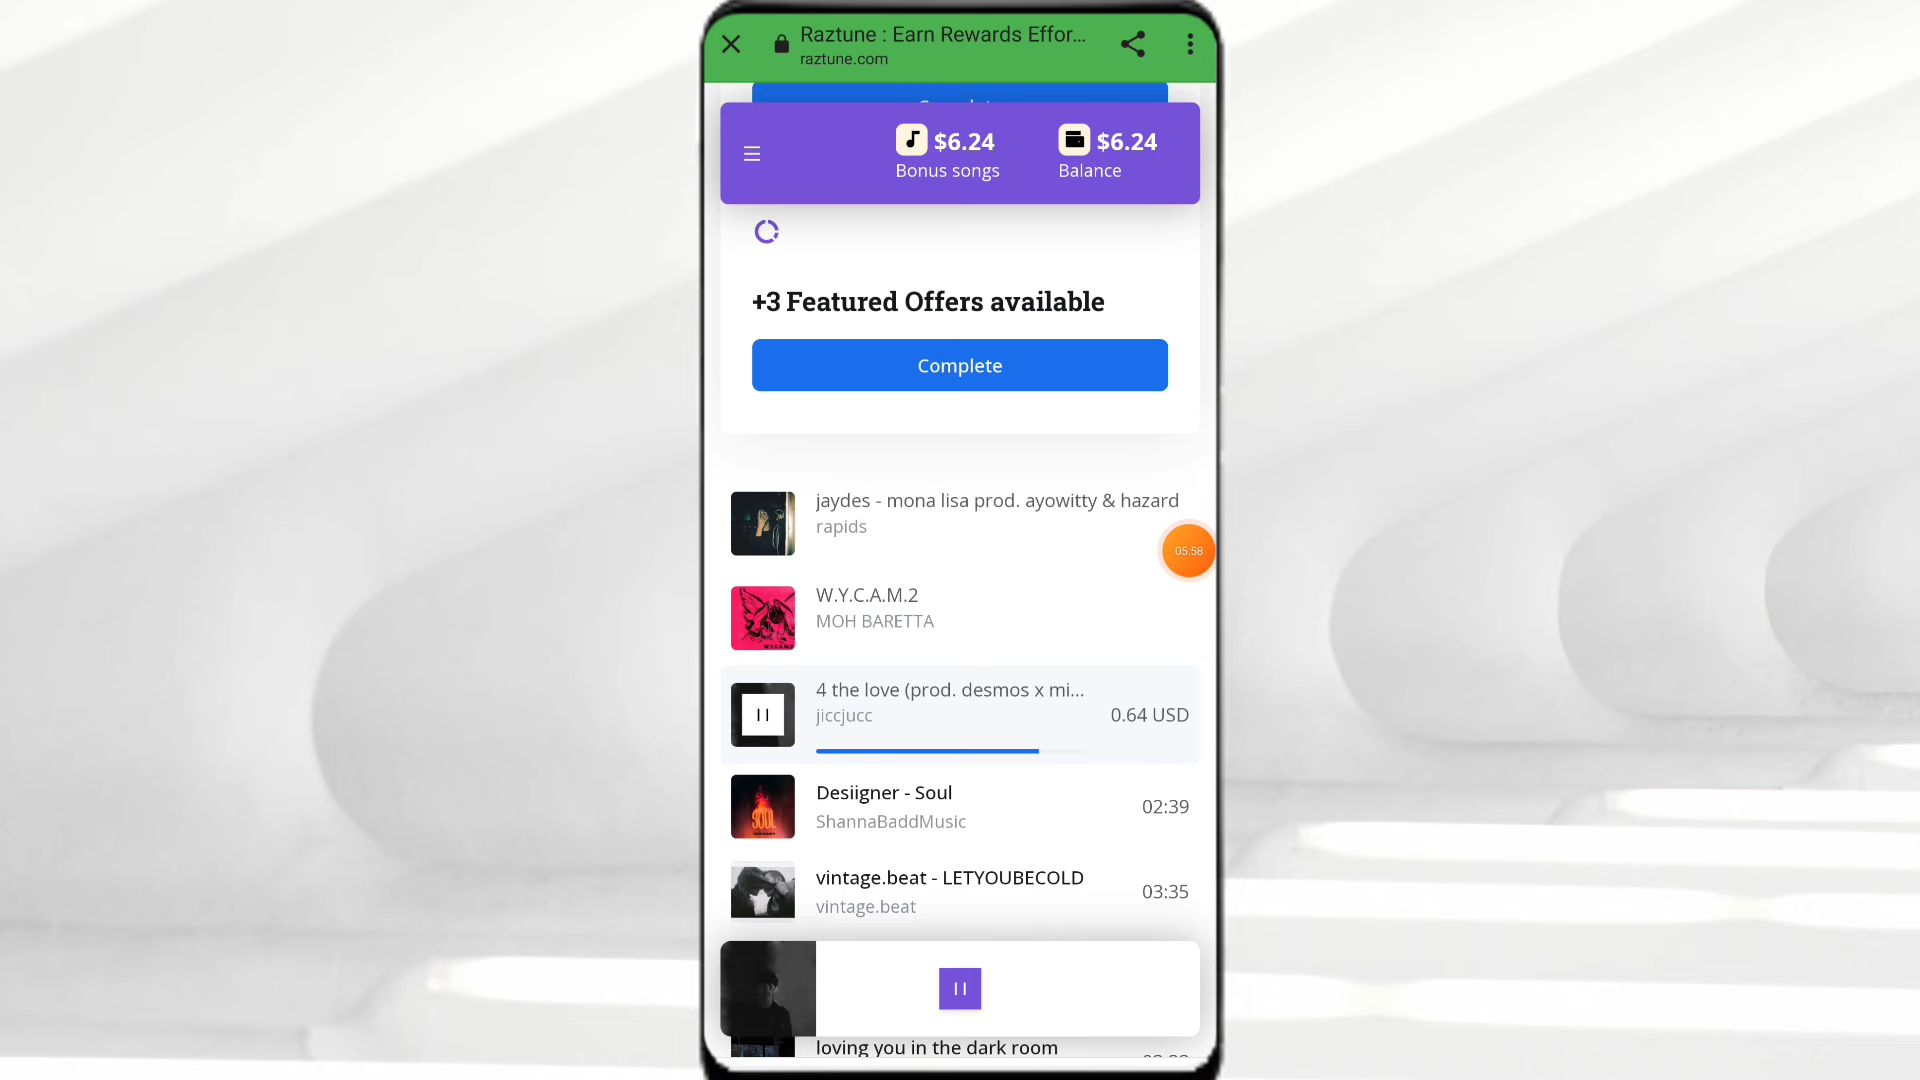 Raztune : Earn Rewards Effor...
raztune.com
$6.24
Bonus songs
$6.24
Balance
+3 Featured Offers available
Complete
jaydes - mona lisa prod. ayowitty & hazard
rapids
05:58
W.Y.C.A.M.2
MOH BARETTA
4 the love (prod. desmos x mi...
jiccjucc
0.64 USD
Desiigner - Soul
ShannaBaddMusic
02:39
vintage.beat - LETYOUBECOLD
vintage.beat
03:35
loving you in the dark room